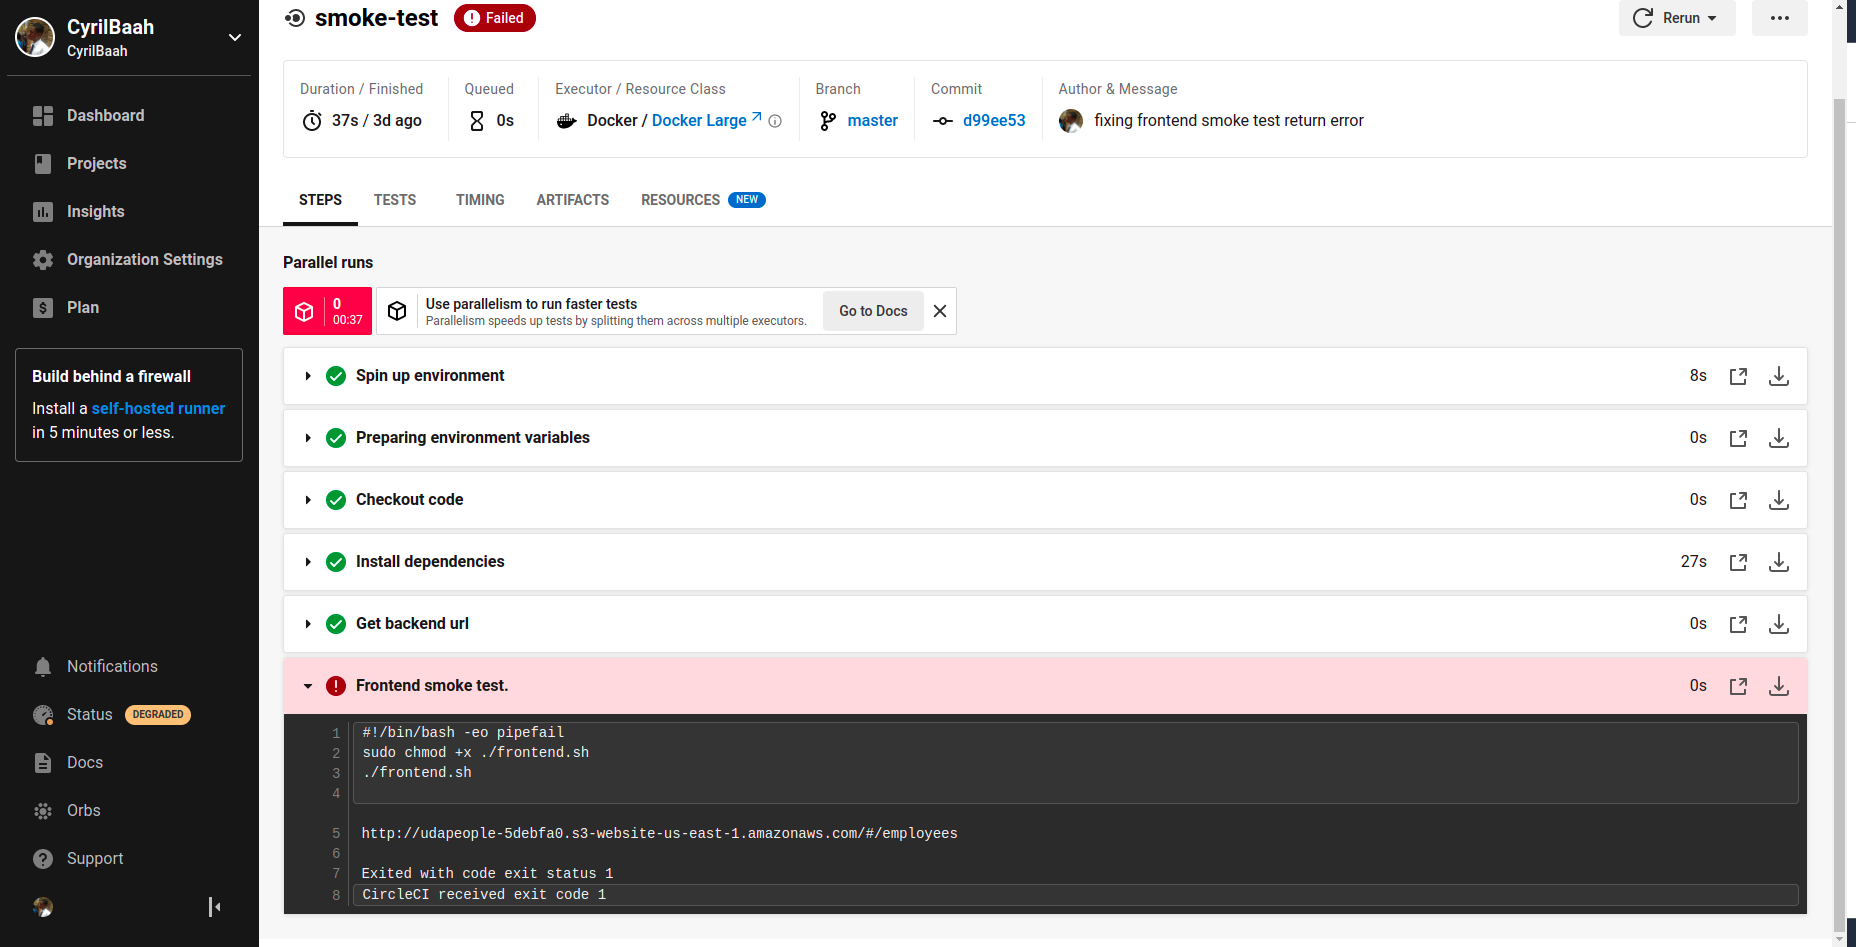 CyrilBaah
CyrilBaah
Dashboard
Projects
Insights
Organization Settings
Plan
Build behind a firewall
Install a self-hosted runner
in 5 minutes or less.
Notifications
Status DEGRADED
Docs
Orbs
Support
smoke-test Failed
Rerun
Duration / Finished
37s / 3d ago
Queued
0s
Executor / Resource Class
Docker / Docker Large
Branch
master
Commit
d99ee53
Author & Message
fixing frontend smoke test return error
STEPS TESTS TIMING ARTIFACTS RESOURCES NEW
Parallel runs
0
00:37
Use parallelism to run faster tests
Parallelism speeds up tests by splitting them across multiple executors.
Go to Docs
Spin up environment 8s
Preparing environment variables 0s
Checkout code 0s
Install dependencies 27s
Get backend url 0s
Frontend smoke test. 0s
1 #!/bin/bash -eo pipefail
2 sudo chmod +x ./frontend.sh
3 ./frontend.sh
4
5 http://udapeople-5debfa0.s3-website-us-east-1.amazonaws.com/#/employees
6
7 Exited with code exit status 1
8 CircleCI received exit code 1